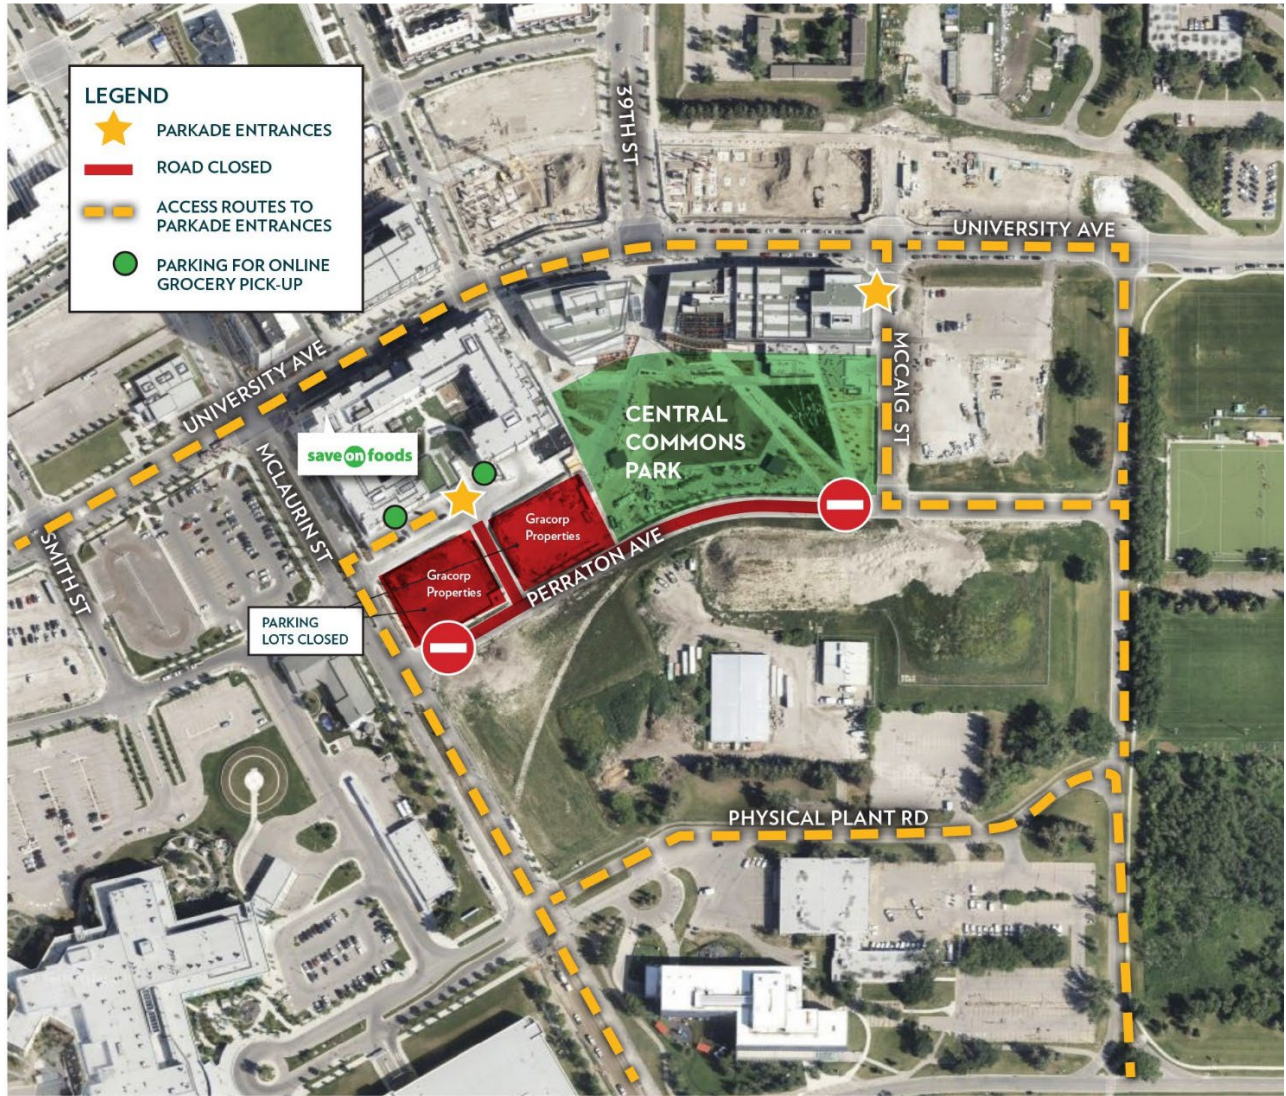 LEGEND
PARKADE ENTRANCES
ROAD CLOSED
ACCESS ROUTES TO
PARKADE ENTRANCES
PARKING FOR ONLINE
GROCERY PICK-UP
39TH ST
UNIVERSITY AVE
UNIVERSITY AVE
MCCAIG ST
CENTRAL
COMMONS
PARK
save on foods
MCLAURIN ST
SMITH ST
Gracorp
Properties
Gracorp
Properties
PERRATON AVE
PARKING
LOTS CLOSED
PHYSICAL PLANT RD